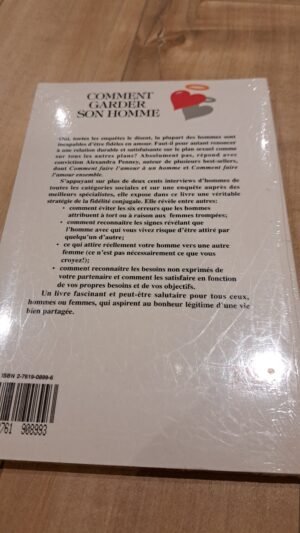 COMMENT
GARDER
SON HOMME
Oui, toutes les enquêtes le disent, la plupart des hommes sont
incapables d'être fidèles en amour. Faut-il pour autant renoncer
à une relation durable et satisfaisante sur le plan sexuel comme
sur tous les autres plans? Absolument pas, répond avec
conviction Alexandra Penney, auteur de plusieurs best-sellers,
dont Comment faire l'amour à un homme et Comment faire
l'amour ensemble.
S'appuyant sur plus de deux cents interviews d'hommes de
toutes les catégories sociales et sur une enquête auprès des
meilleurs spécialistes, elle expose dans ce livre une véritable
stratégie de la fidélité conjugale. Elle révèle entre autres:
• comment éviter les six erreurs que les hommes
attribuent à tort ou à raison aux femmes trompées;
• comment reconnaître les signes révélant que
l'homme avec qui vous vivez risque d'être attiré par
quelqu'un d'autre;
• ce qui attire réellement votre homme vers une autre
femme (ce n'est pas nécessairement ce que vous
croyez!);
• comment reconnaître les besoins non exprimés de
votre partenaire et comment les satisfaire en fonction
de vos propres besoins et de vos objectifs.
Un livre fascinant et peut-être salutaire pour tous ceux,
hommes ou femmes, qui aspirent au bonheur légitime d'une vie
bien partagée.
ISBN 2-7619-0899-6
761 908993